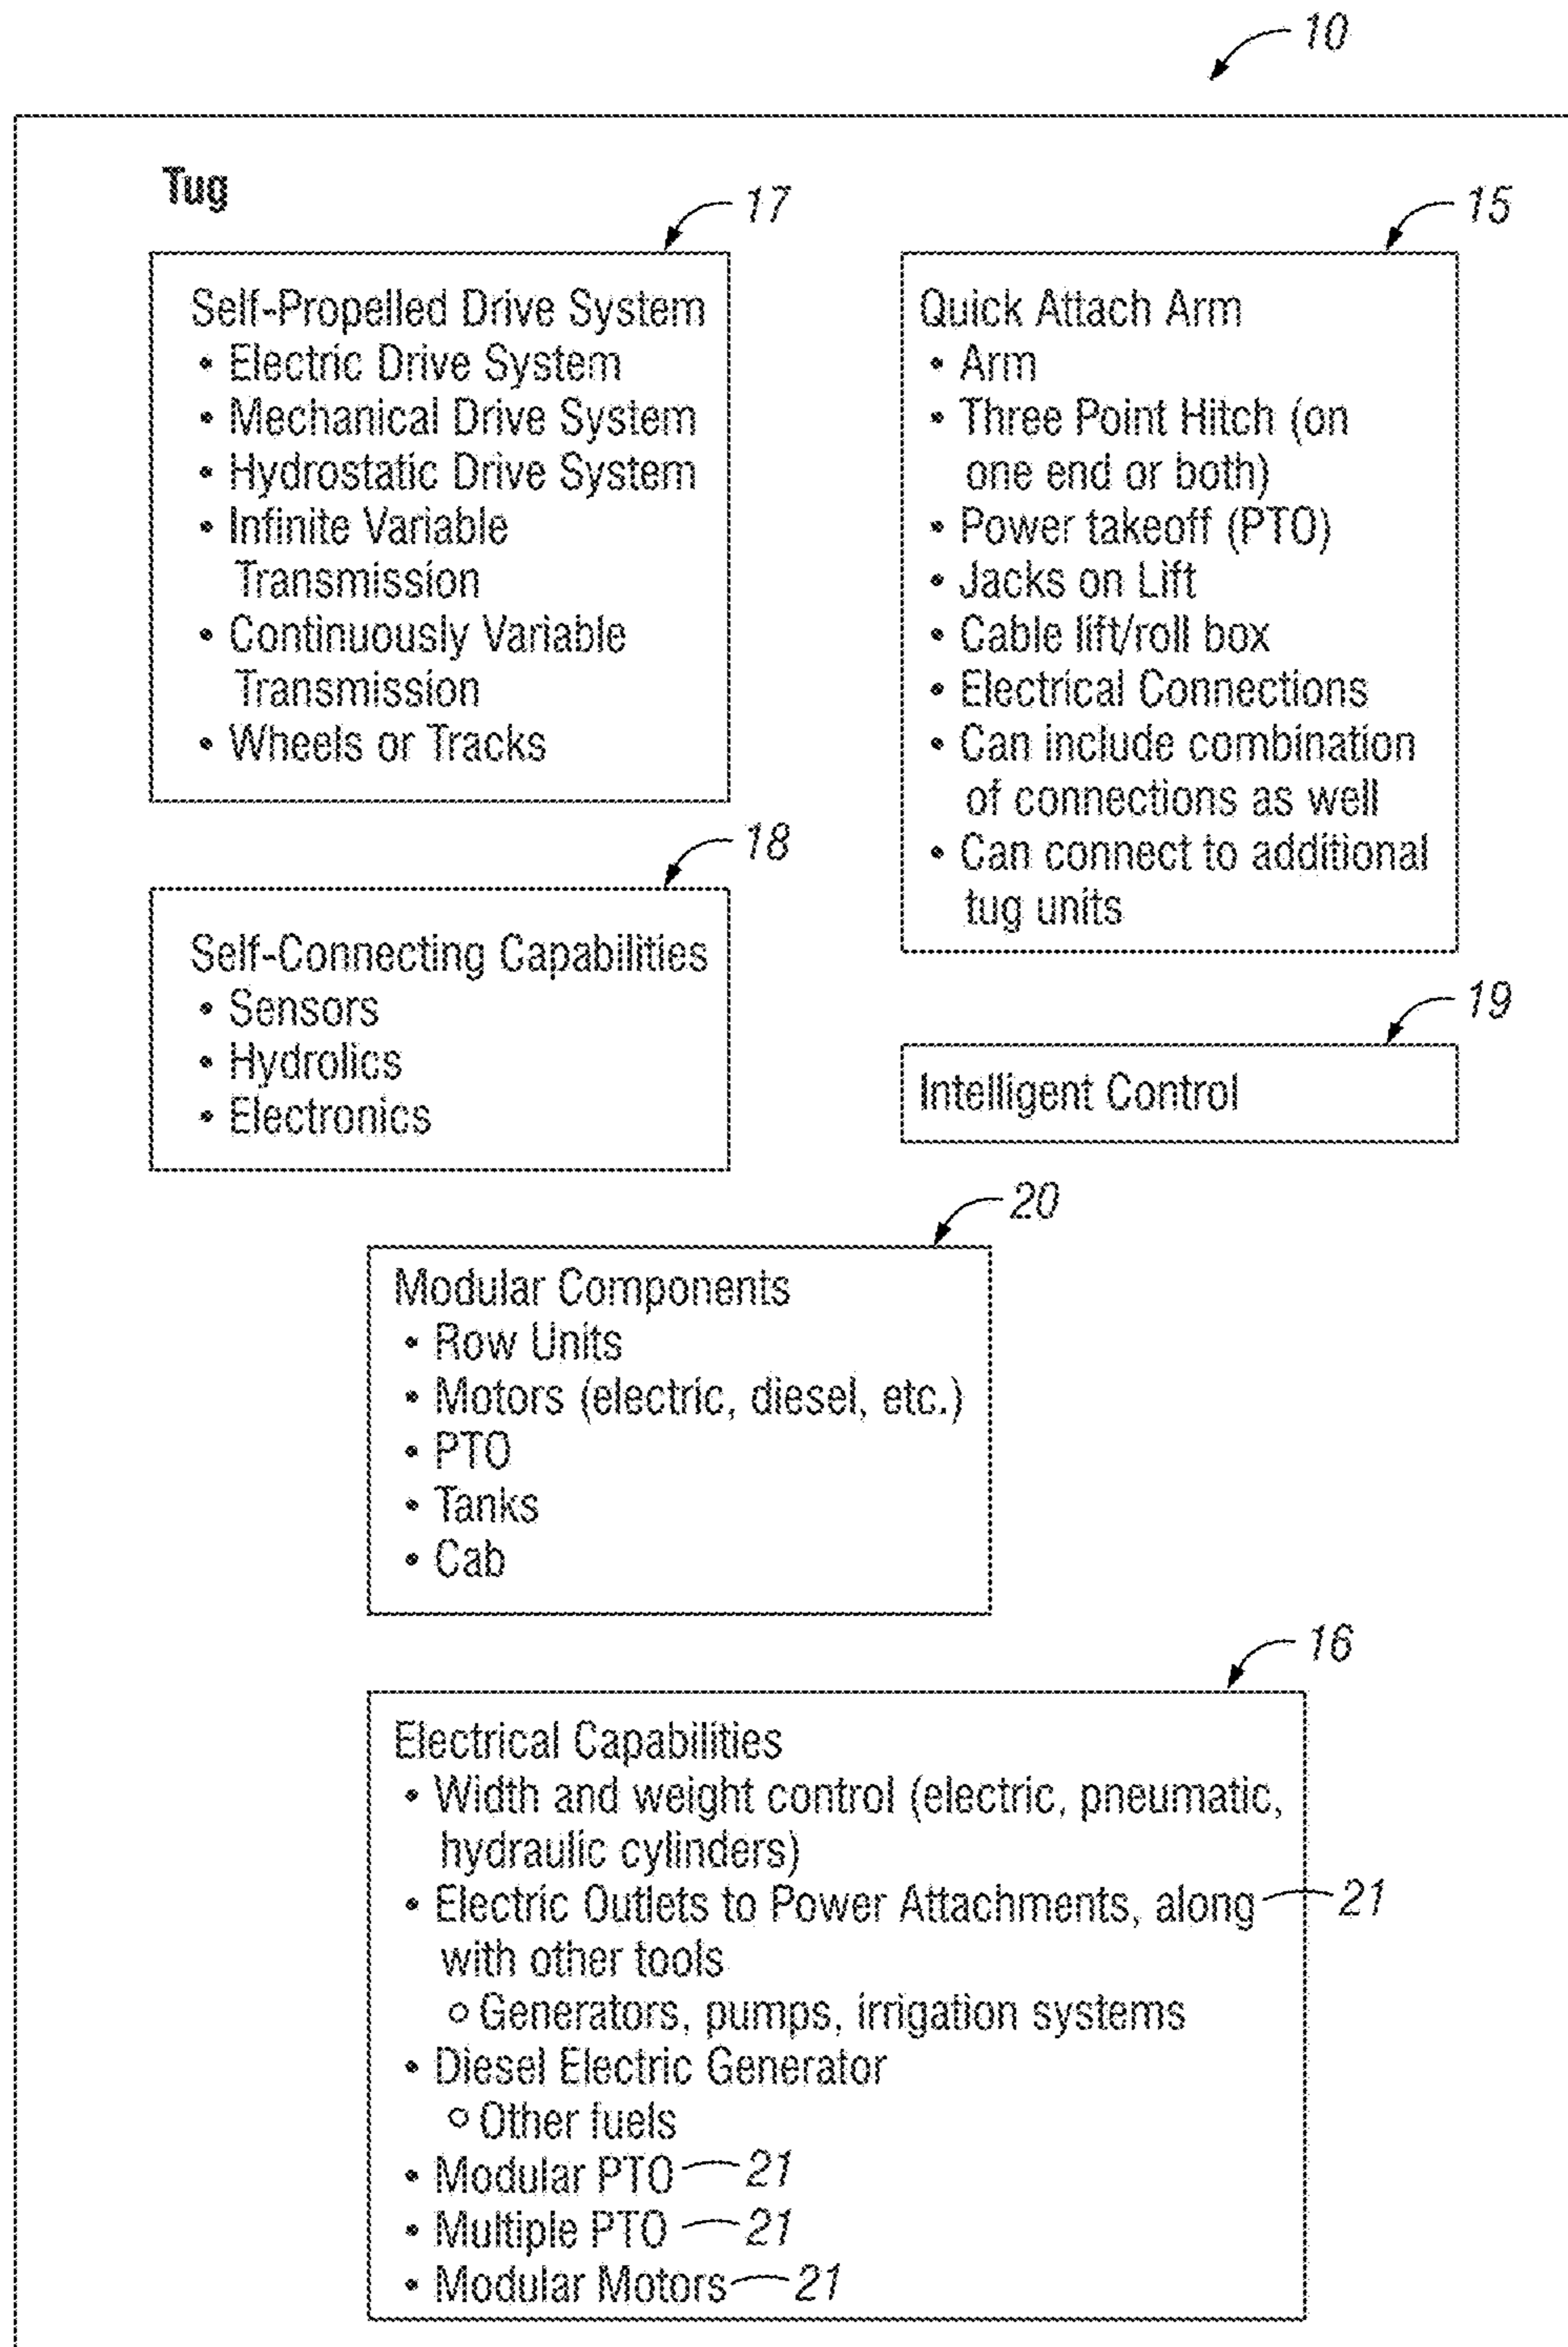 10
Tug
17
Self-Propelled Drive System
• Electric Drive System
• Mechanical Drive System
• Hydrostatic Drive System
• Infinite Variable
Transmission
• Continuously Variable
Transmission
• Wheels or Tracks
15
Quick Attach Arm
• Arm
• Three Point Hitch (on
one end or both)
• Power takeoff (PTO)
• Jacks on Lift
• Cable lift/roll box
• Electrical Connections
• Can include combination
of connections as well
• Can connect to additional
tug units
18
Self-Connecting Capabilities
• Sensors
• Hydrolics
• Electronics
19
Intelligent Control
20
Modular Components
• Row Units
• Motors (electric, diesel, etc.)
• PTO
• Tanks
• Cab
16
Electrical Capabilities
• Width and weight control (electric, pneumatic,
hydraulic cylinders)
• Electric Outlets to Power Attachments, along 21
with other tools
o Generators, pumps, irrigation systems
• Diesel Electric Generator
o Other fuels
• Modular PTO 21
• Multiple PTO 21
• Modular Motors 21